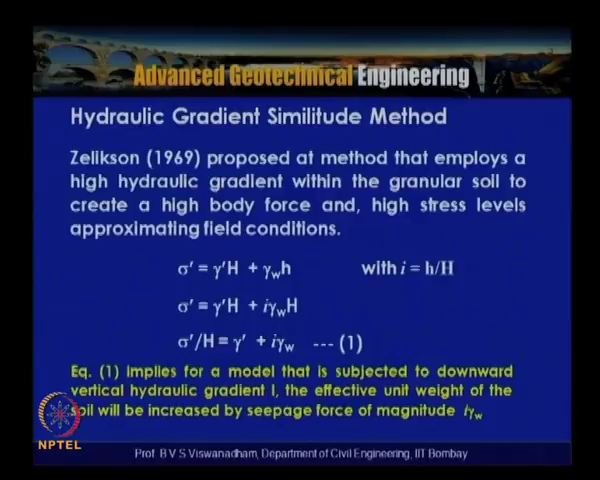 Advanced Geotechnical Engineering
Hydraulic Gradient Similitude Method
Zelikson (1969) proposed at method that employs a
high hydraulic gradient within the granular soil to
create a high body force and, high stress levels
approximating field conditions.
σ' = γ'H + γwh with i = h/H
σ' = γ'H + iγwH
σ'/H = γ' + iγw --- (1)
Eq. (1) implies for a model that is subjected to downward
vertical hydraulic gradient I, the effective unit weight of the
soil will be increased by seepage force of magnitude iγw
NPTEL
Prof. B V S Viswanadham, Department of Civil Engineering, IIT Bombay